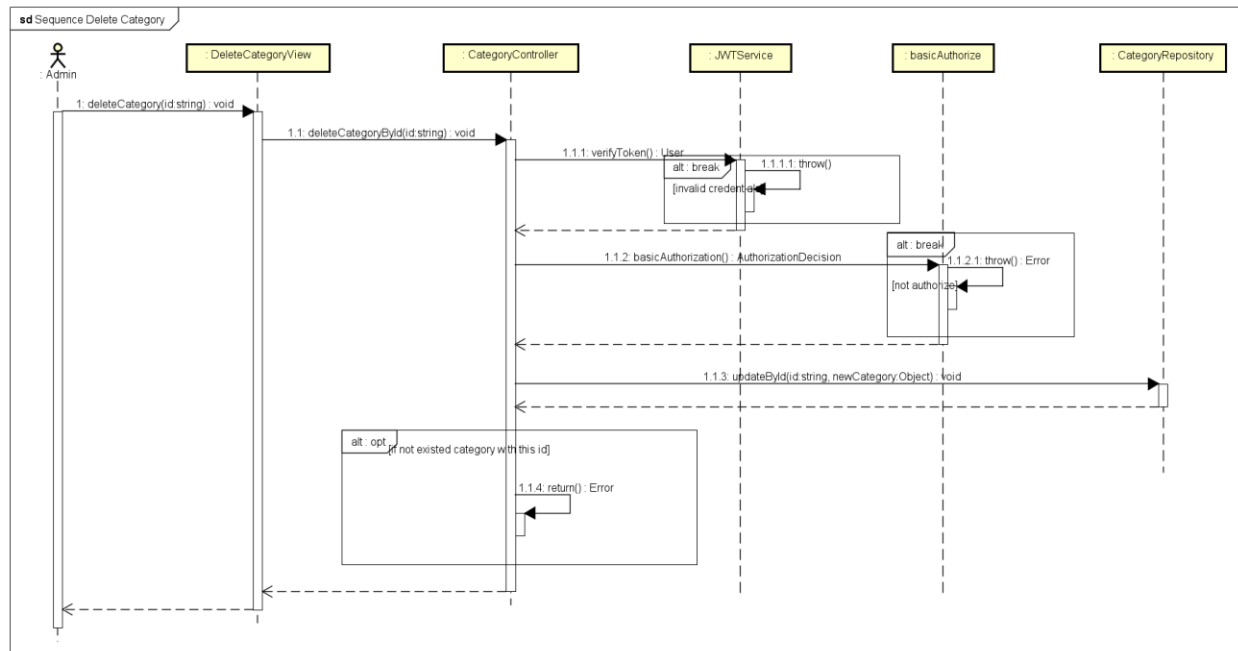 sd Sequence Delete Category
: Admin
: DeleteCategoryView
: CategoryController
: JWTService
: basicAuthorize
: CategoryRepository
1: deleteCategory(id:string) : void
1.1: deleteCategoryById(id:string) : void
1.1.1: verifyToken() : User
alt : break
1.1.1.1: throw()
[invalid credentials]
alt : break
1.1.2: basicAuthorization() : AuthorizationDecision
1.1.2.1: throw() : Error
[not authorize]
1.1.3: updateById(id:string, newCategory:Object) : void
alt : opt
[if not existed category with this id]
1.1.4: return() : Error